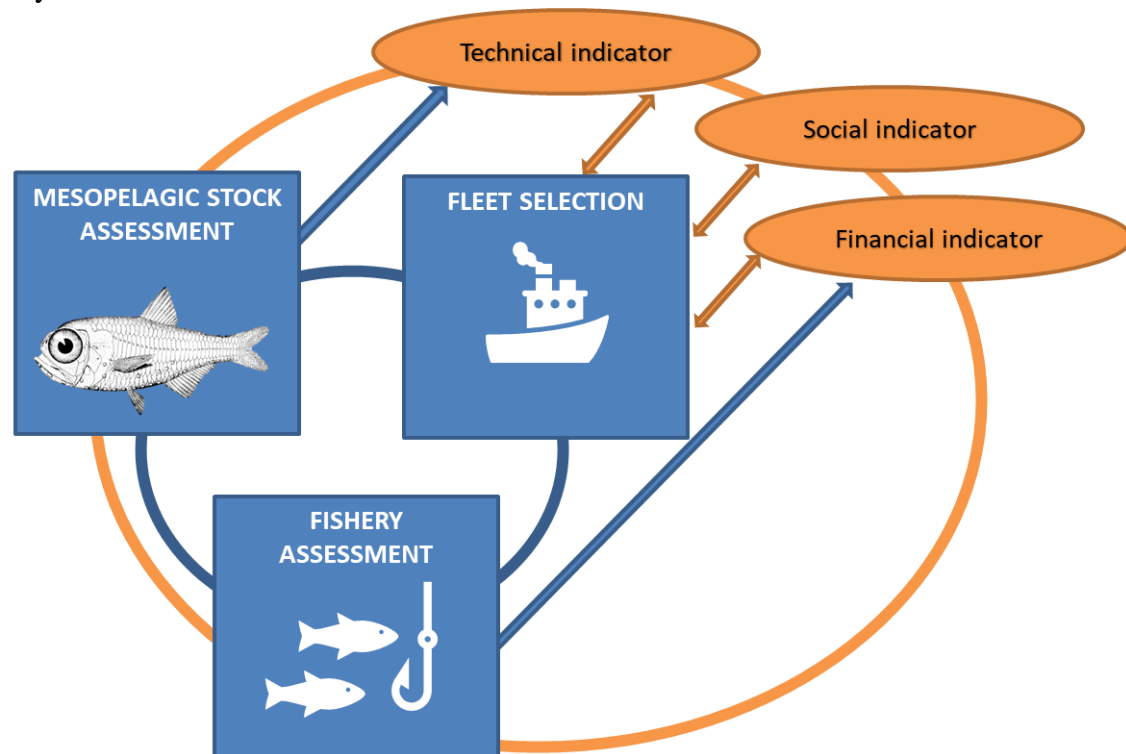 Technical indicator
Social indicator
Financial indicator
MESOPELAGIC STOCK
ASSESSMENT
FLEET SELECTION
FISHERY
ASSESSMENT